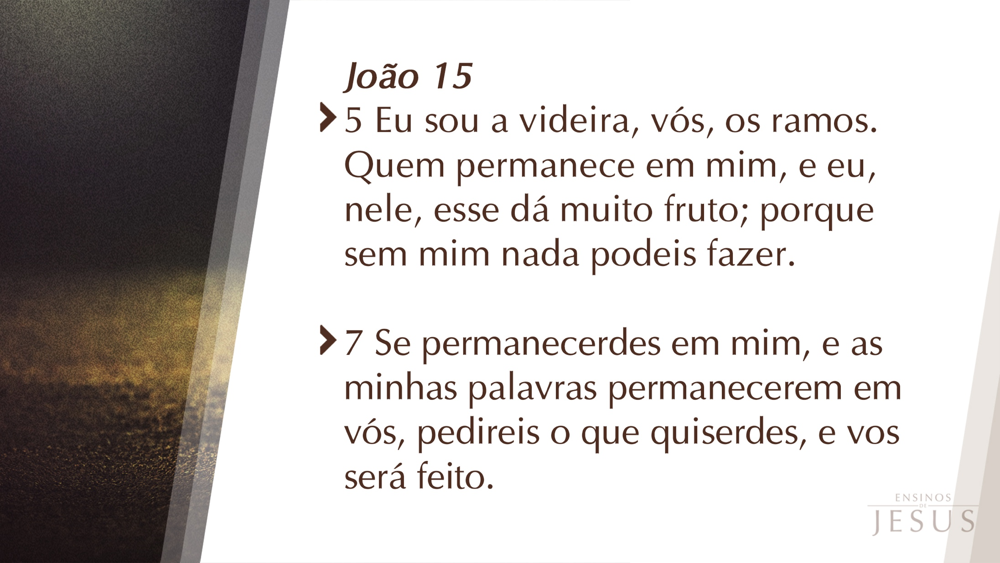 João 15
5 Eu sou a videira, vós, os ramos.
Quem permanece em mim, e eu,
nele, esse dá muito fruto; porque
sem mim nada podeis fazer.
7 Se permanecerdes em mim, e as
minhas palavras permanecerem em
vós, pedireis o que quiserdes, e vos
será feito.
ENSINOS
DE
JESUS